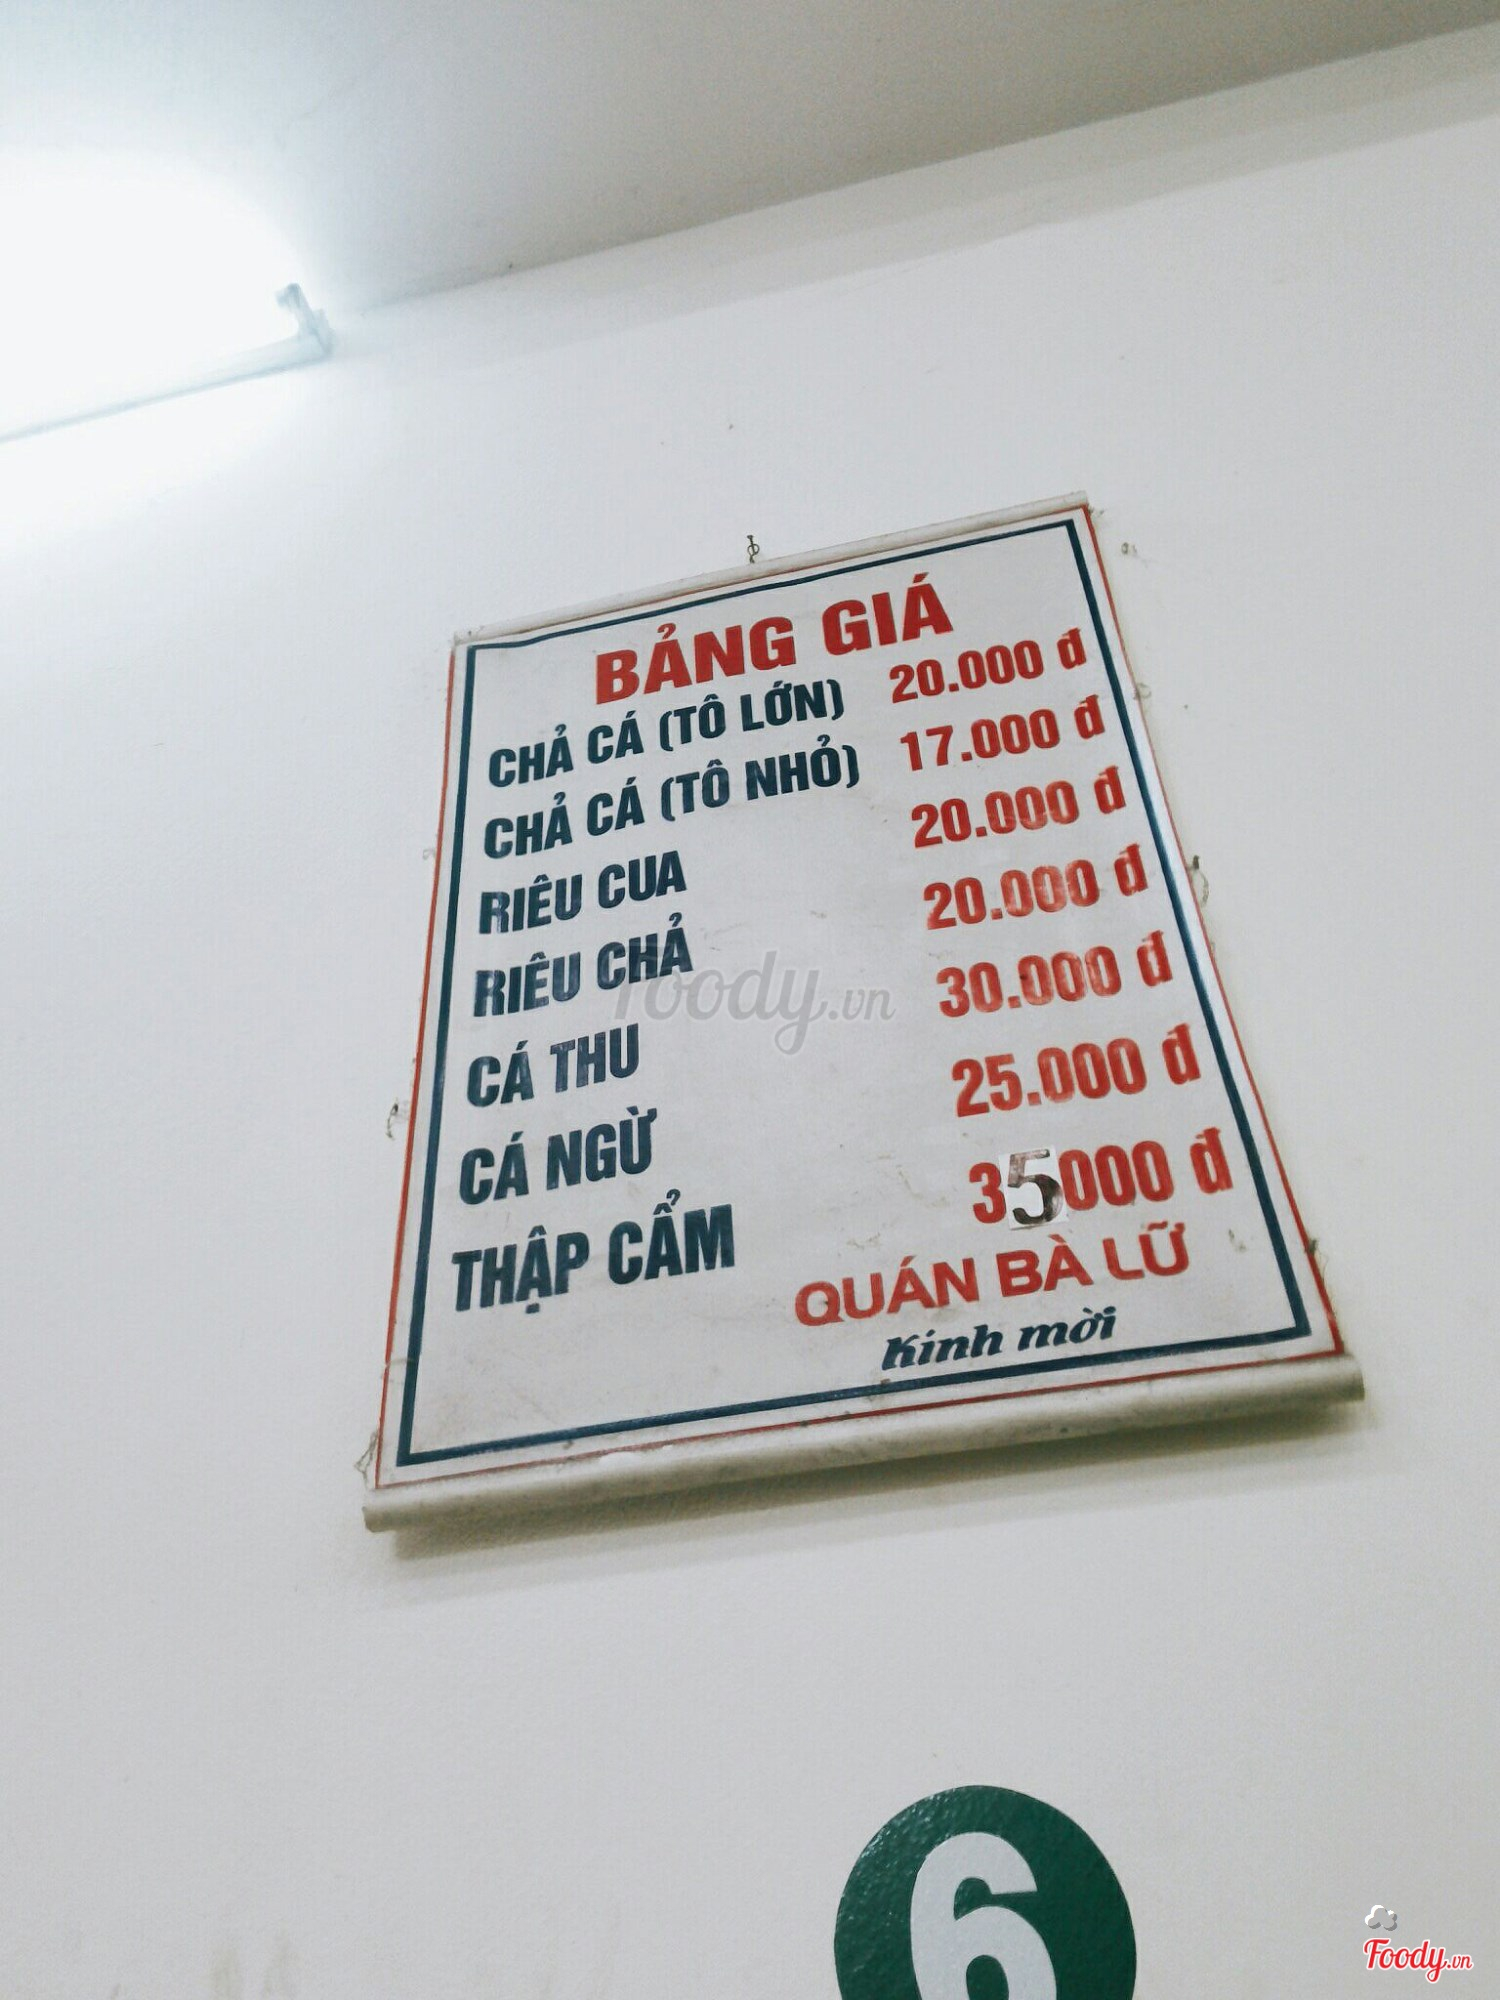 BẢNG GIÁ
CHẢ CÁ (TÔ LỚN) 20.000 đ
CHẢ CÁ (TÔ NHỎ) 17.000 đ
RIÊU CUA 20.000 đ
RIÊU CHẢ 20.000 đ
CÁ THU 30.000 đ
CÁ NGỪ 25.000 đ
THẬP CẨM 35000 đ
QUÁN BÀ LỮ
Kính mời
foody.vn
6
Foody.vn